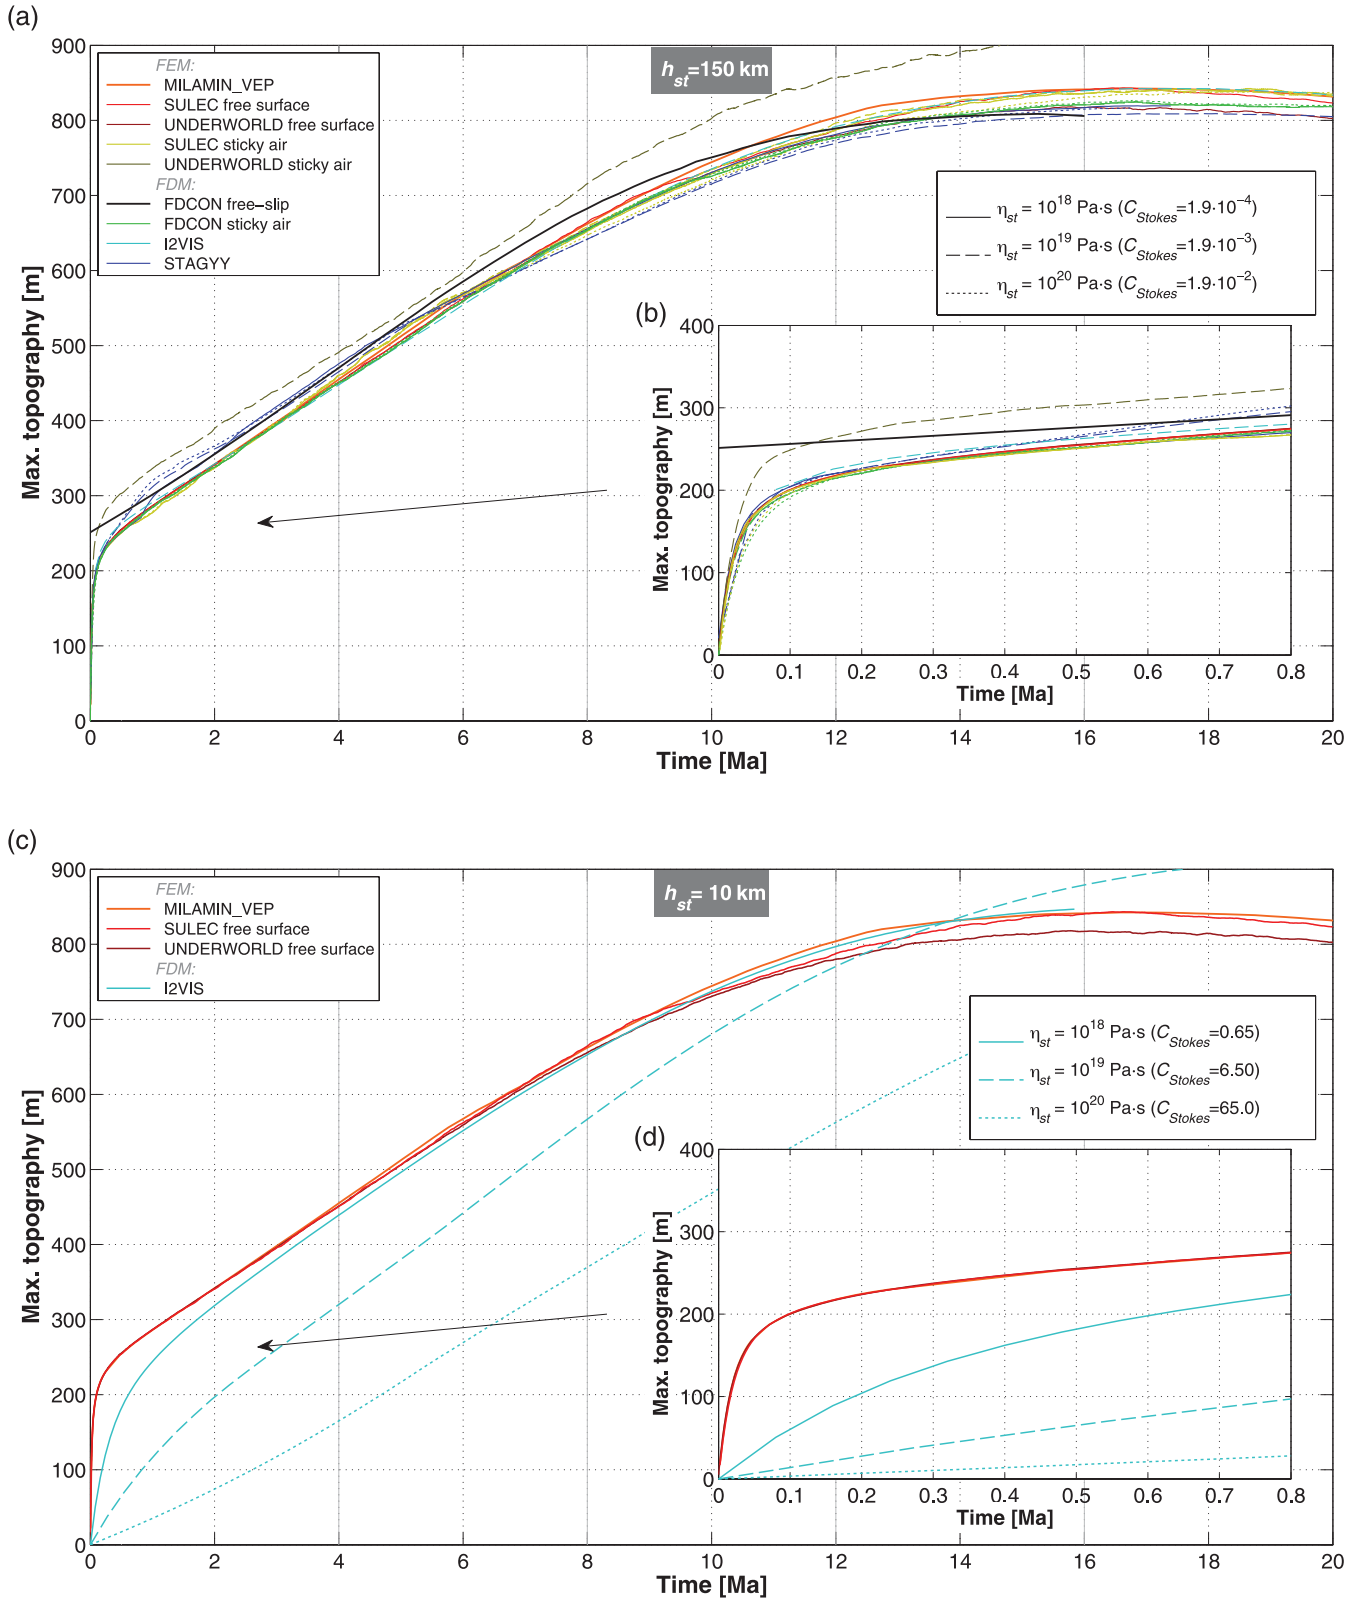 (a)
900
800
700
600
500
400
300
200
100
0
Max. topography [m]
0 2 4 6 8 10 12 14 16 18 20
Time [Ma]
h_st=150 km
FEM:
MILAMIN_VEP
SULEC free surface
UNDERWORLD free surface
SULEC sticky air
UNDERWORLD sticky air
FDM:
FDCON free−slip
FDCON sticky air
I2VIS
STAGYY
η_st = 10^18 Pa·s (C_Stokes=1.9·10^−4)
η_st = 10^19 Pa·s (C_Stokes=1.9·10^−3)
η_st = 10^20 Pa·s (C_Stokes=1.9·10^−2)
(b)
400
300
200
100
0
Max. topography [m]
0 0.1 0.2 0.3 0.4 0.5 0.6 0.7 0.8
Time [Ma]
(c)
900
800
700
600
500
400
300
200
100
0
Max. topography [m]
0 2 4 6 8 10 12 14 16 18 20
Time [Ma]
h_st= 10 km
FEM:
MILAMIN_VEP
SULEC free surface
UNDERWORLD free surface
FDM:
I2VIS
η_st = 10^18 Pa·s (C_Stokes=0.65)
η_st = 10^19 Pa·s (C_Stokes=6.50)
η_st = 10^20 Pa·s (C_Stokes=65.0)
(d)
400
300
200
100
0
Max. topography [m]
0 0.1 0.2 0.3 0.4 0.5 0.6 0.7 0.8
Time [Ma]